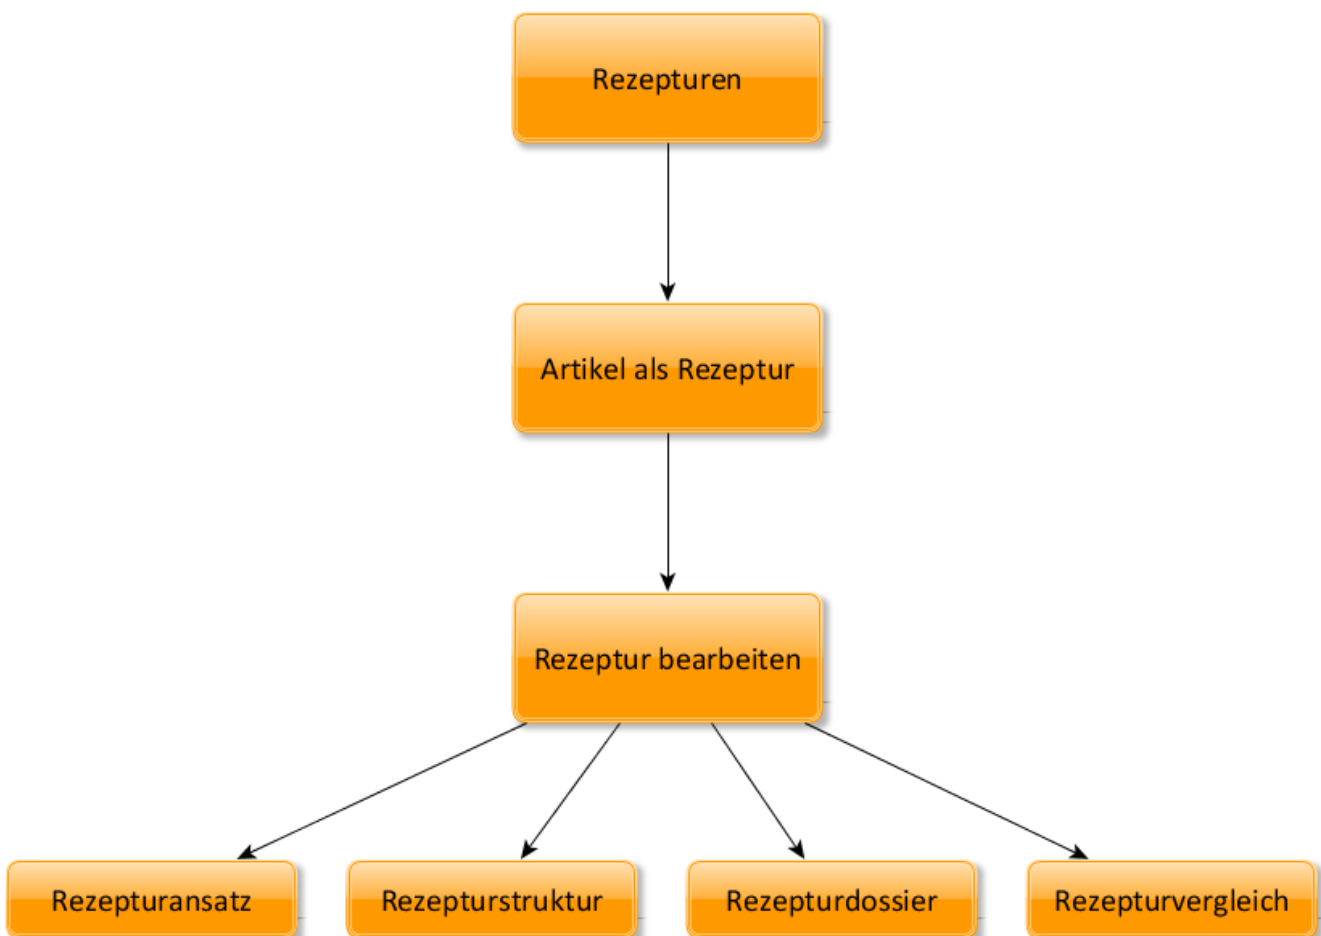 Rezepturen
Artikel als Rezeptur
Rezeptur bearbeiten
Rezepturansatz
Rezepturstruktur
Rezepturdossier
Rezepturvergleich